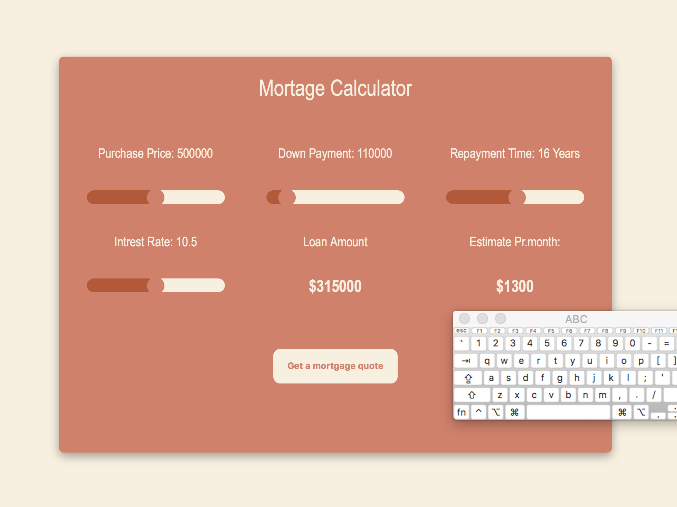 Mortage Calculator
Purchase Price: 500000
Down Payment: 110000
Repayment Time: 16 Years
Intrest Rate: 10.5
Loan Amount
Estimate Pr.month:
$315000
$1300
Get a mortgage quote
ABC
esc F1 F2 F3 F4 F5 F6 F7 F8 F9 F10 F11
` 1 2 3 4 5 6 7 8 9 0 - =
q w e r t y u i o p [ ]
a s d f g h j k l ; '
z x c v b n m , . /
fn ^ ⌥ ⌘ ⌘ ⌥